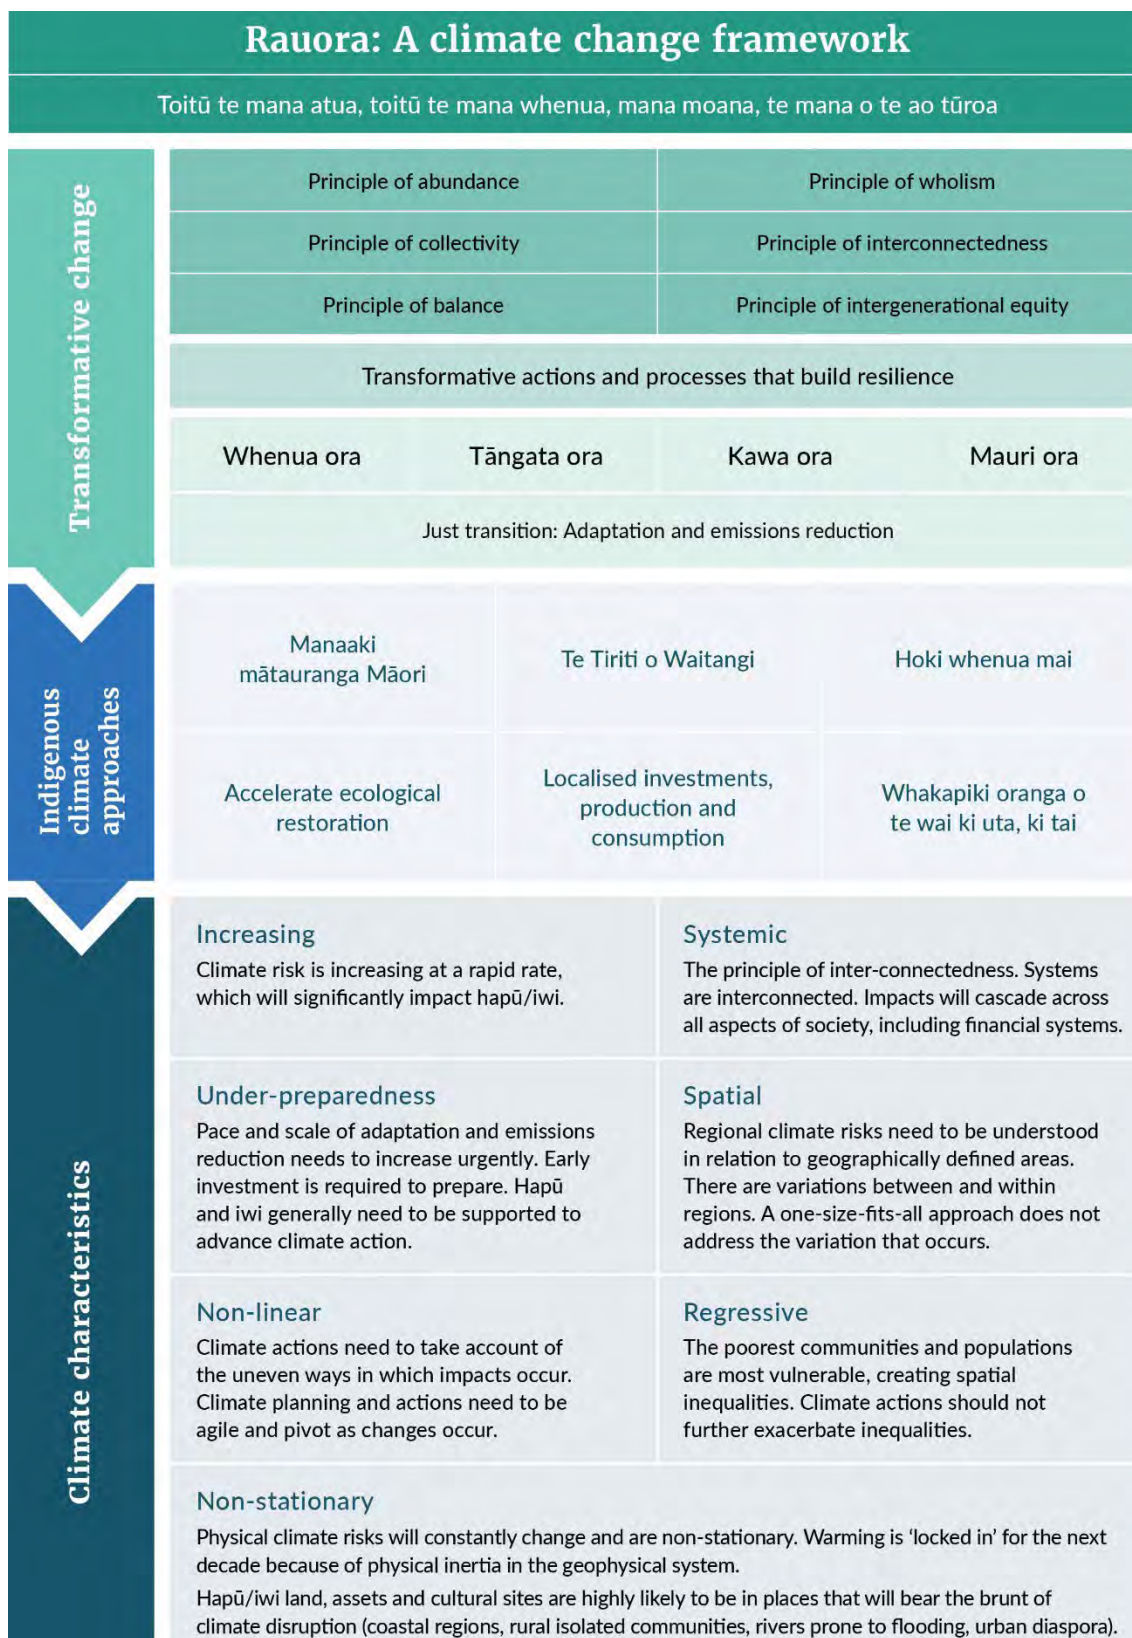 Rauora: A climate change framework
Toitū te mana atua, toitū te mana whenua, mana moana, te mana o te ao tūroa
Transformative change
Principle of abundance
Principle of wholism
Principle of collectivity
Principle of interconnectedness
Principle of balance
Principle of intergenerational equity
Transformative actions and processes that build resilience
Whenua ora
Tāngata ora
Kawa ora
Mauri ora
Just transition: Adaptation and emissions reduction
Indigenous
climate
approaches
Manaaki
mātauranga Māori
Te Tiriti o Waitangi
Hoki whenua mai
Accelerate ecological
restoration
Localised investments,
production and
consumption
Whakapiki oranga o
te wai ki uta, ki tai
Climate characteristics
Increasing
Climate risk is increasing at a rapid rate,
which will significantly impact hapū/iwi.
Systemic
The principle of inter-connectedness. Systems
are interconnected. Impacts will cascade across
all aspects of society, including financial systems.
Under-preparedness
Pace and scale of adaptation and emissions
reduction needs to increase urgently. Early
investment is required to prepare. Hapū
and iwi generally need to be supported to
advance climate action.
Spatial
Regional climate risks need to be understood
in relation to geographically defined areas.
There are variations between and within
regions. A one-size-fits-all approach does not
address the variation that occurs.
Non-linear
Climate actions need to take account of
the uneven ways in which impacts occur.
Climate planning and actions need to be
agile and pivot as changes occur.
Regressive
The poorest communities and populations
are most vulnerable, creating spatial
inequalities. Climate actions should not
further exacerbate inequalities.
Non-stationary
Physical climate risks will constantly change and are non-stationary. Warming is ‘locked in’ for the next
decade because of physical inertia in the geophysical system.
Hapū/iwi land, assets and cultural sites are highly likely to be in places that will bear the brunt of
climate disruption (coastal regions, rural isolated communities, rivers prone to flooding, urban diaspora).